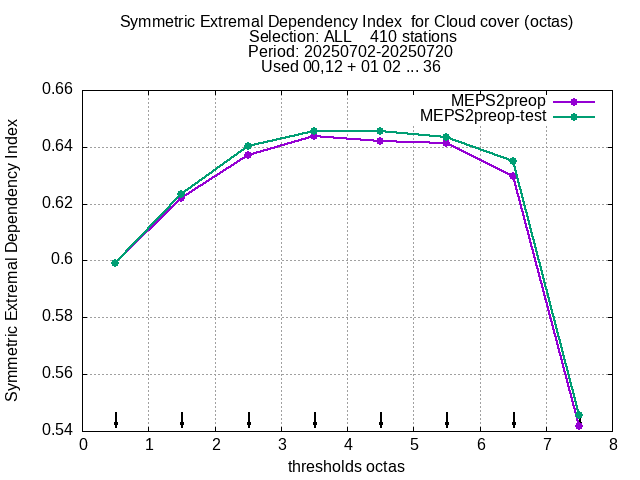 Symmetric Extremal Dependency Index  for Cloud cover (octas)
Selection: ALL    410 stations
Period: 20250702-20250720
Used 00,12 + 01 02 ... 36
MEPS2preop
MEPS2preop-test
Symmetric Extremal Dependency Index
0.66
0.64
0.62
0.6
0.58
0.56
0.54
0 1 2 3 4 5 6 7 8
thresholds octas